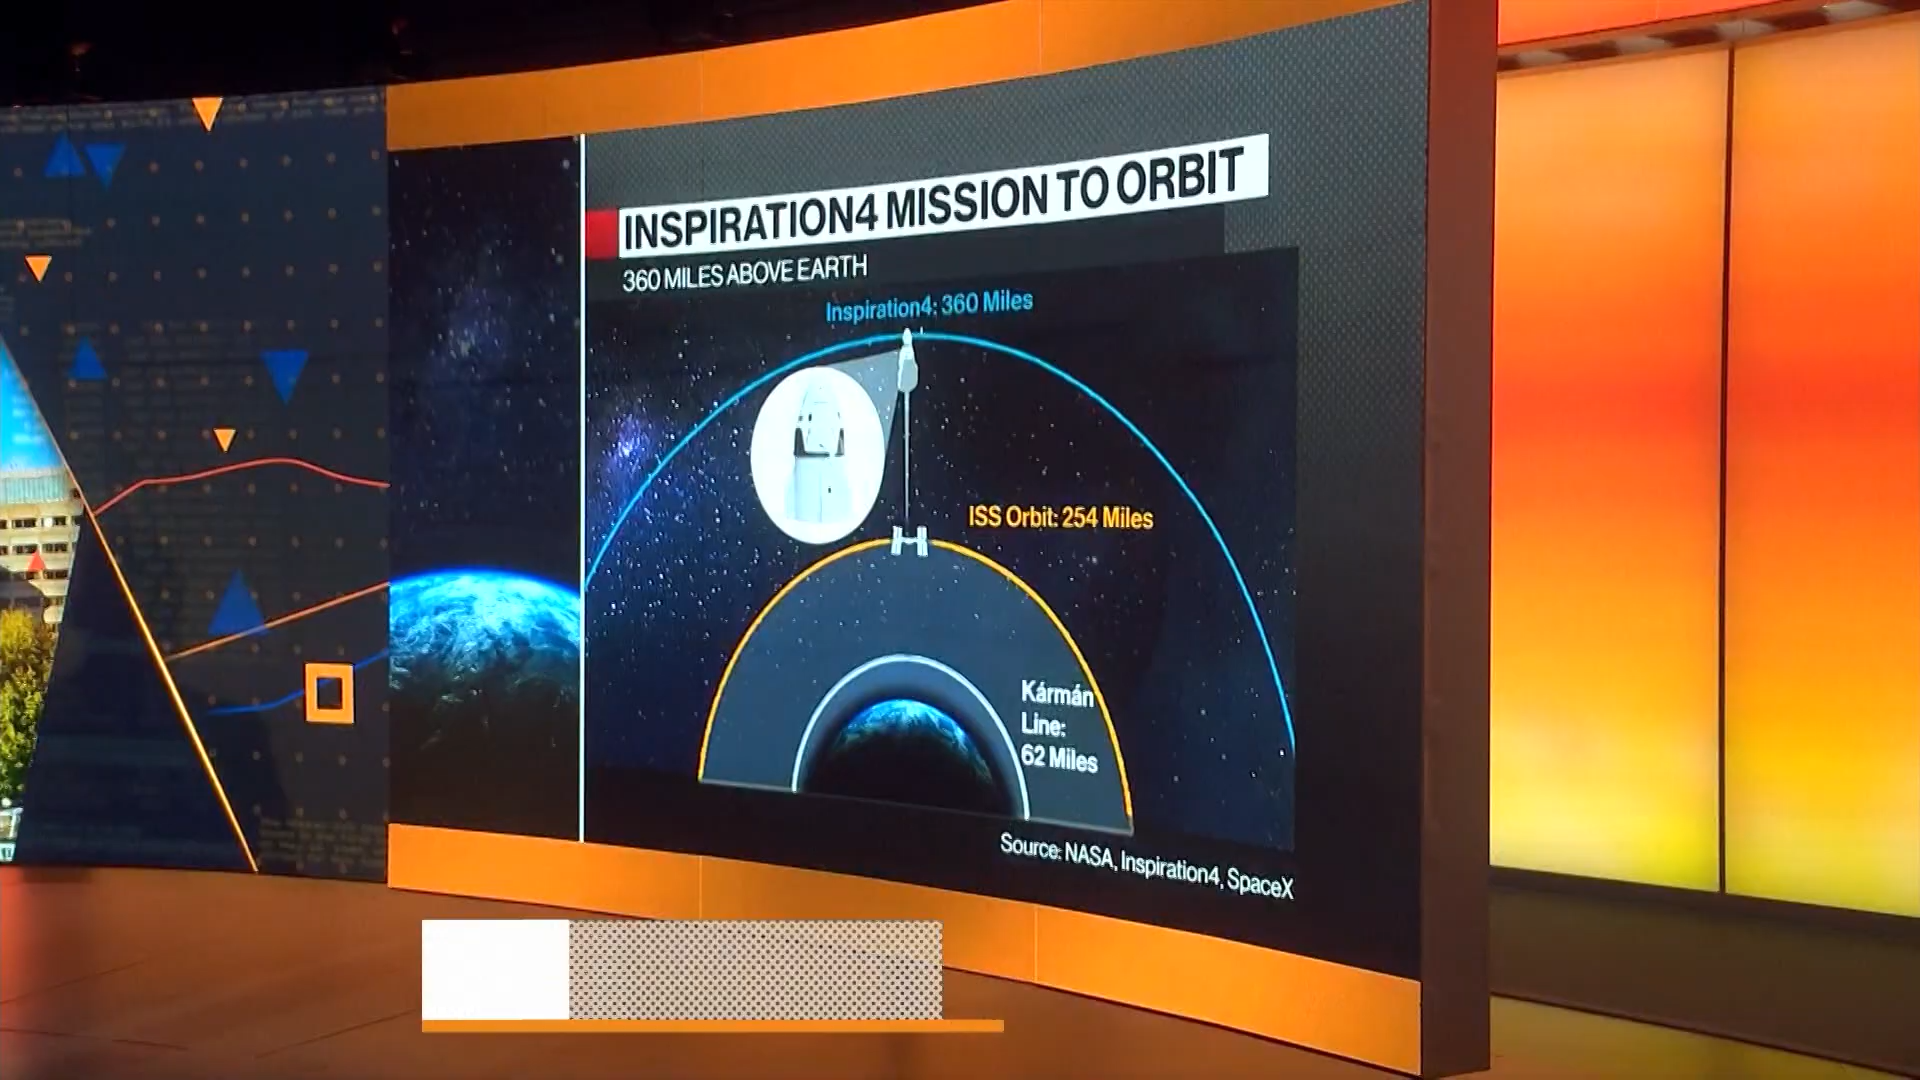 INSPIRATION4 MISSION TO ORBIT
360 MILES ABOVE EARTH
Inspiration4: 360 Miles
ISS Orbit: 254 Miles
Kármán
Line:
62 Miles
Source: NASA, Inspiration4, SpaceX